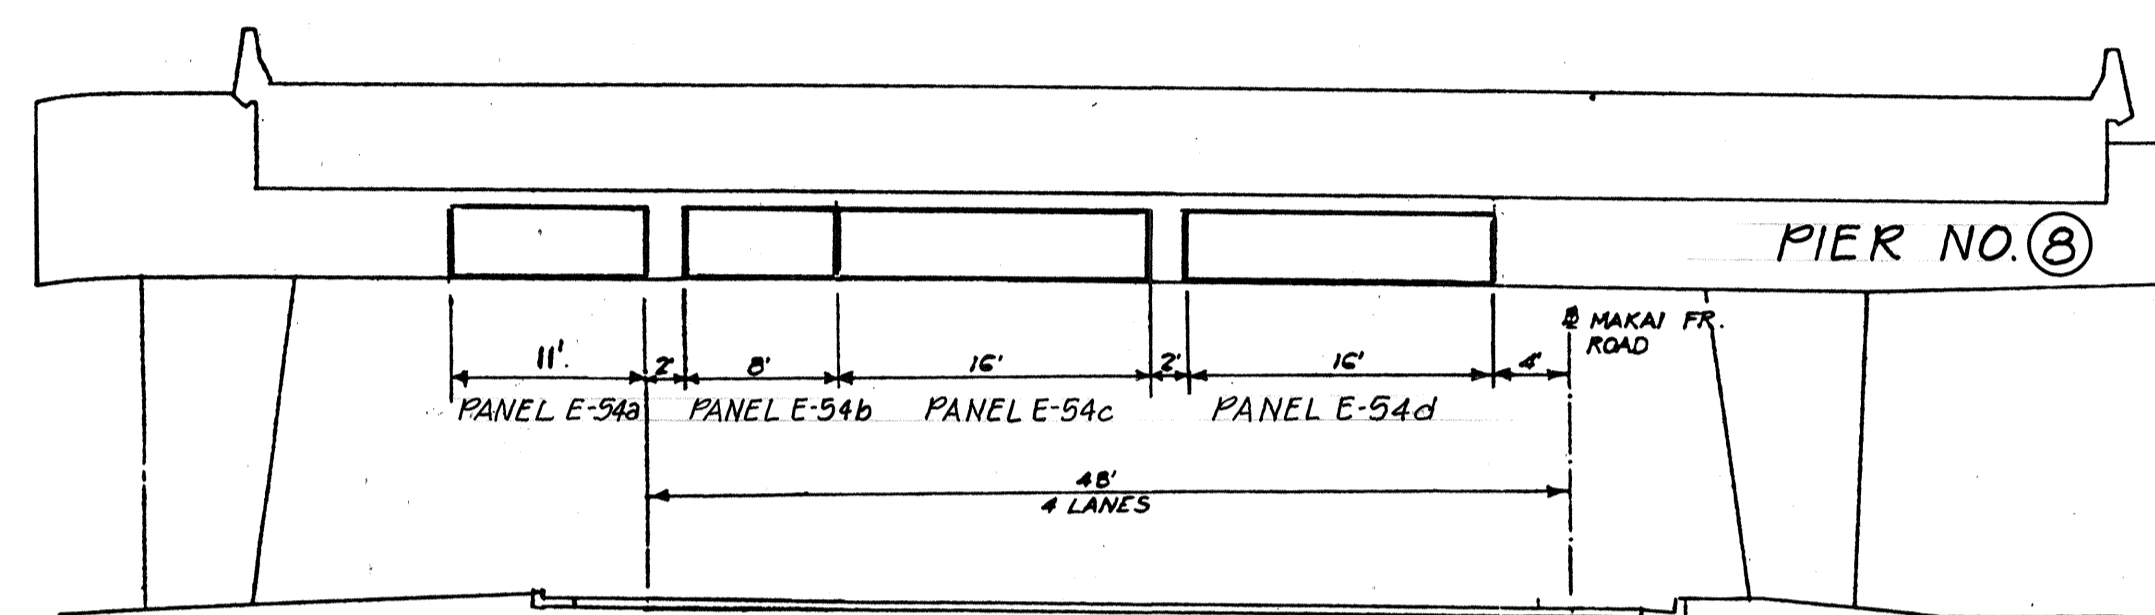 PIER NO. 8
℄ MAKAI FR.
ROAD
11'. 2' 8' 16' 2' 16' 4'
PANEL E-54a PANEL E-54b PANEL E-54c PANEL E-54d
48'
4 LANES